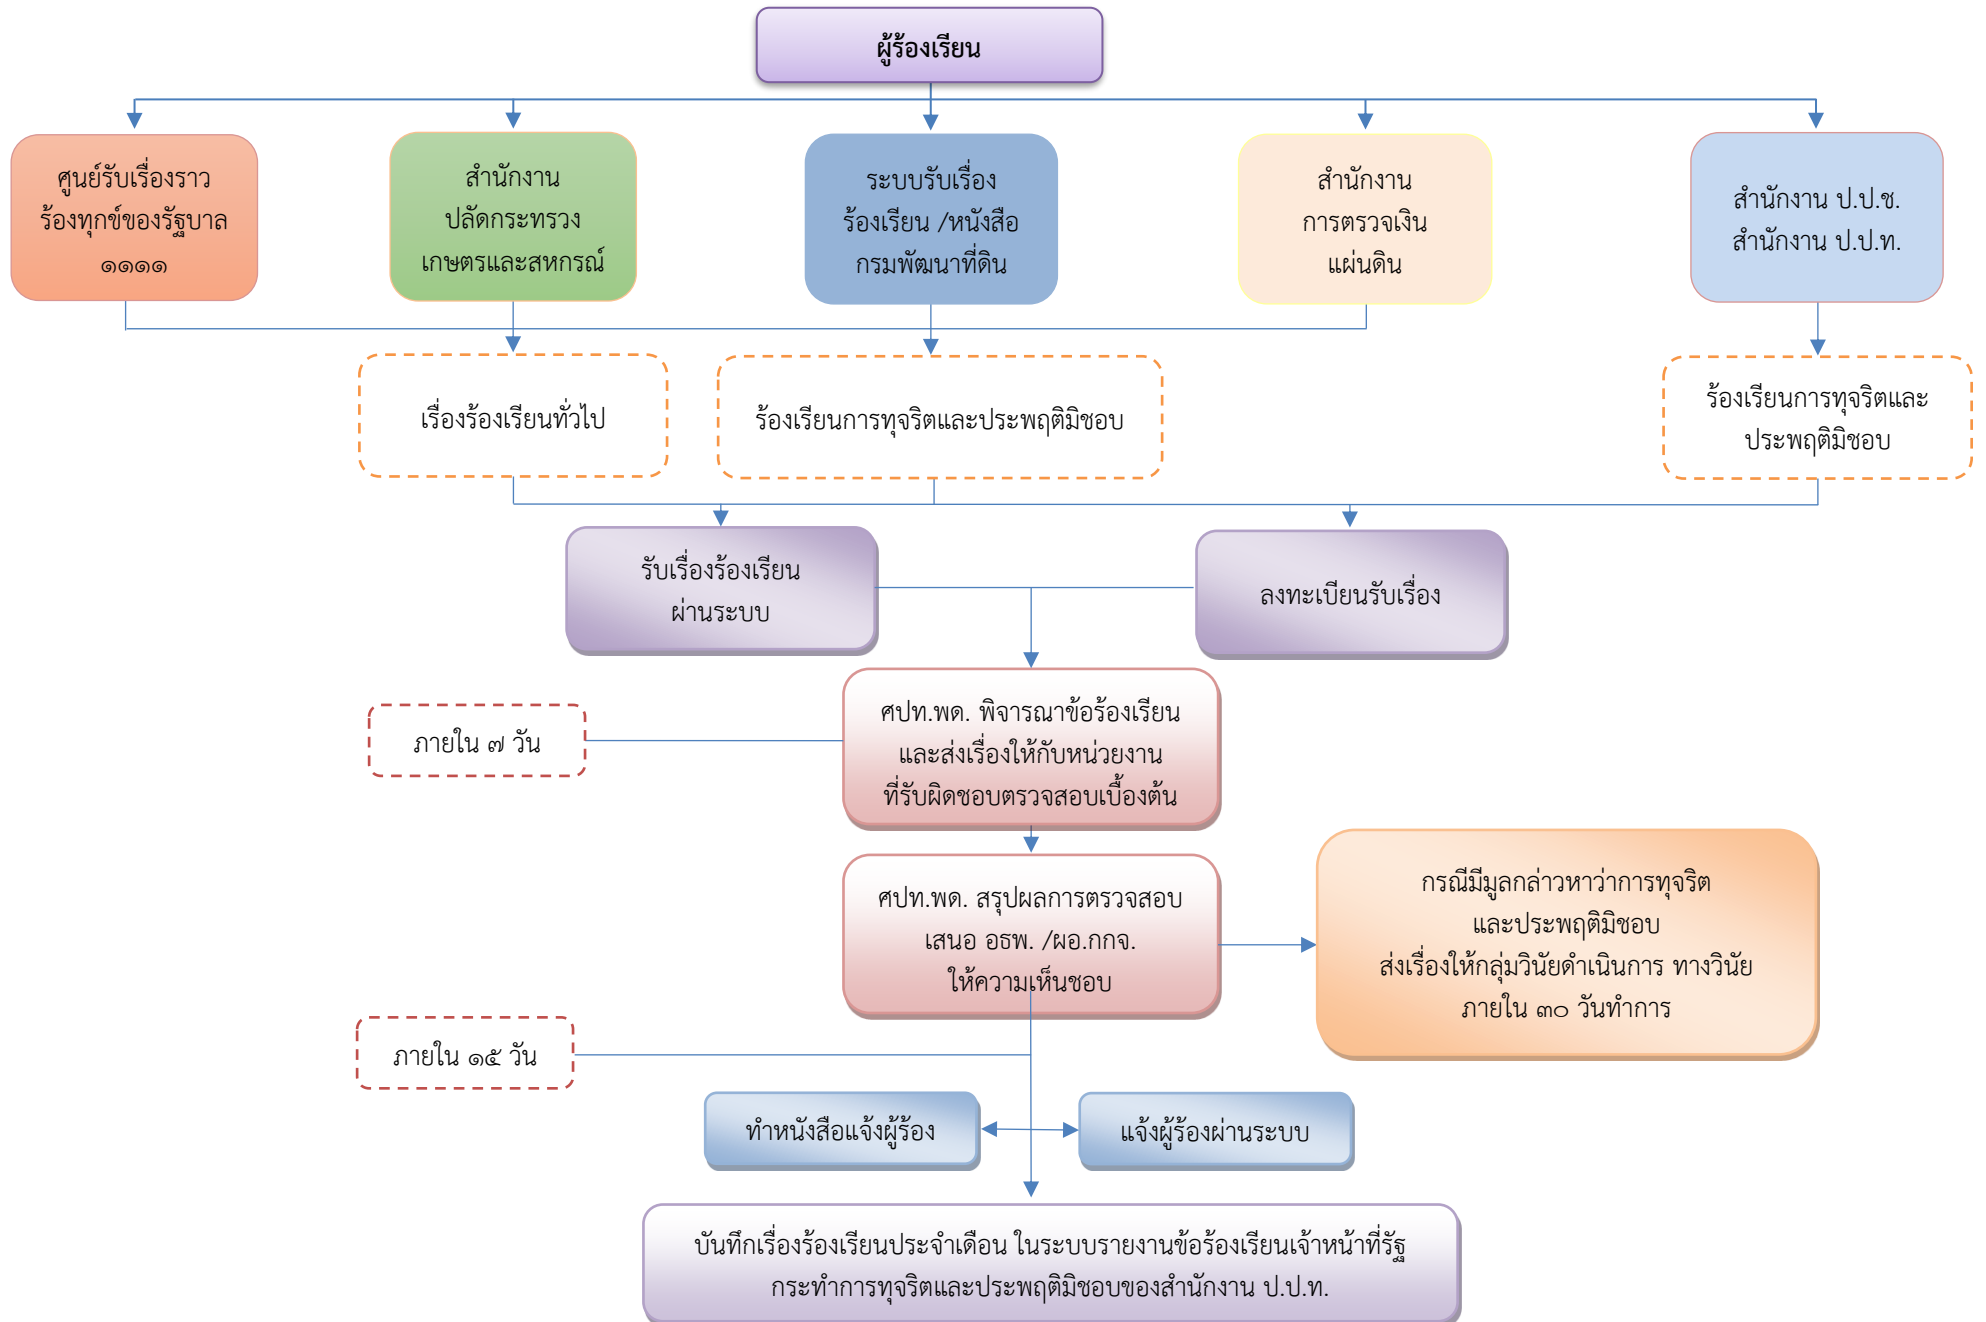 ผู้ร้องเรียน
ศูนย์รับเรื่องราว
ร้องทุกข์ของรัฐบาล
๑๑๑๑
สำนักงาน
ปลัดกระทรวง
เกษตรและสหกรณ์
ระบบรับเรื่อง
ร้องเรียน /หนังสือ
กรมพัฒนาที่ดิน
สำนักงาน
การตรวจเงิน
แผ่นดิน
สำนักงาน ป.ป.ช.
สำนักงาน ป.ป.ท.
เรื่องร้องเรียนทั่วไป
ร้องเรียนการทุจริตและประพฤติมิชอบ
ร้องเรียนการทุจริตและ
ประพฤติมิชอบ
รับเรื่องร้องเรียน
ผ่านระบบ
ลงทะเบียนรับเรื่อง
ศปท.พด. พิจารณาข้อร้องเรียน
และส่งเรื่องให้กับหน่วยงาน
ที่รับผิดชอบตรวจสอบเบื้องต้น
ภายใน ๗ วัน
ศปท.พด. สรุปผลการตรวจสอบ
เสนอ อธพ. /ผอ.กกจ.
ให้ความเห็นชอบ
กรณีมีมูลกล่าวหาว่าการทุจริต
และประพฤติมิชอบ
ส่งเรื่องให้กลุ่มวินัยดำเนินการ ทางวินัย
ภายใน ๓๐ วันทำการ
ภายใน ๑๕ วัน
ทำหนังสือแจ้งผู้ร้อง
แจ้งผู้ร้องผ่านระบบ
บันทึกเรื่องร้องเรียนประจำเดือน ในระบบรายงานข้อร้องเรียนเจ้าหน้าที่รัฐ
กระทำการทุจริตและประพฤติมิชอบของสำนักงาน ป.ป.ท.